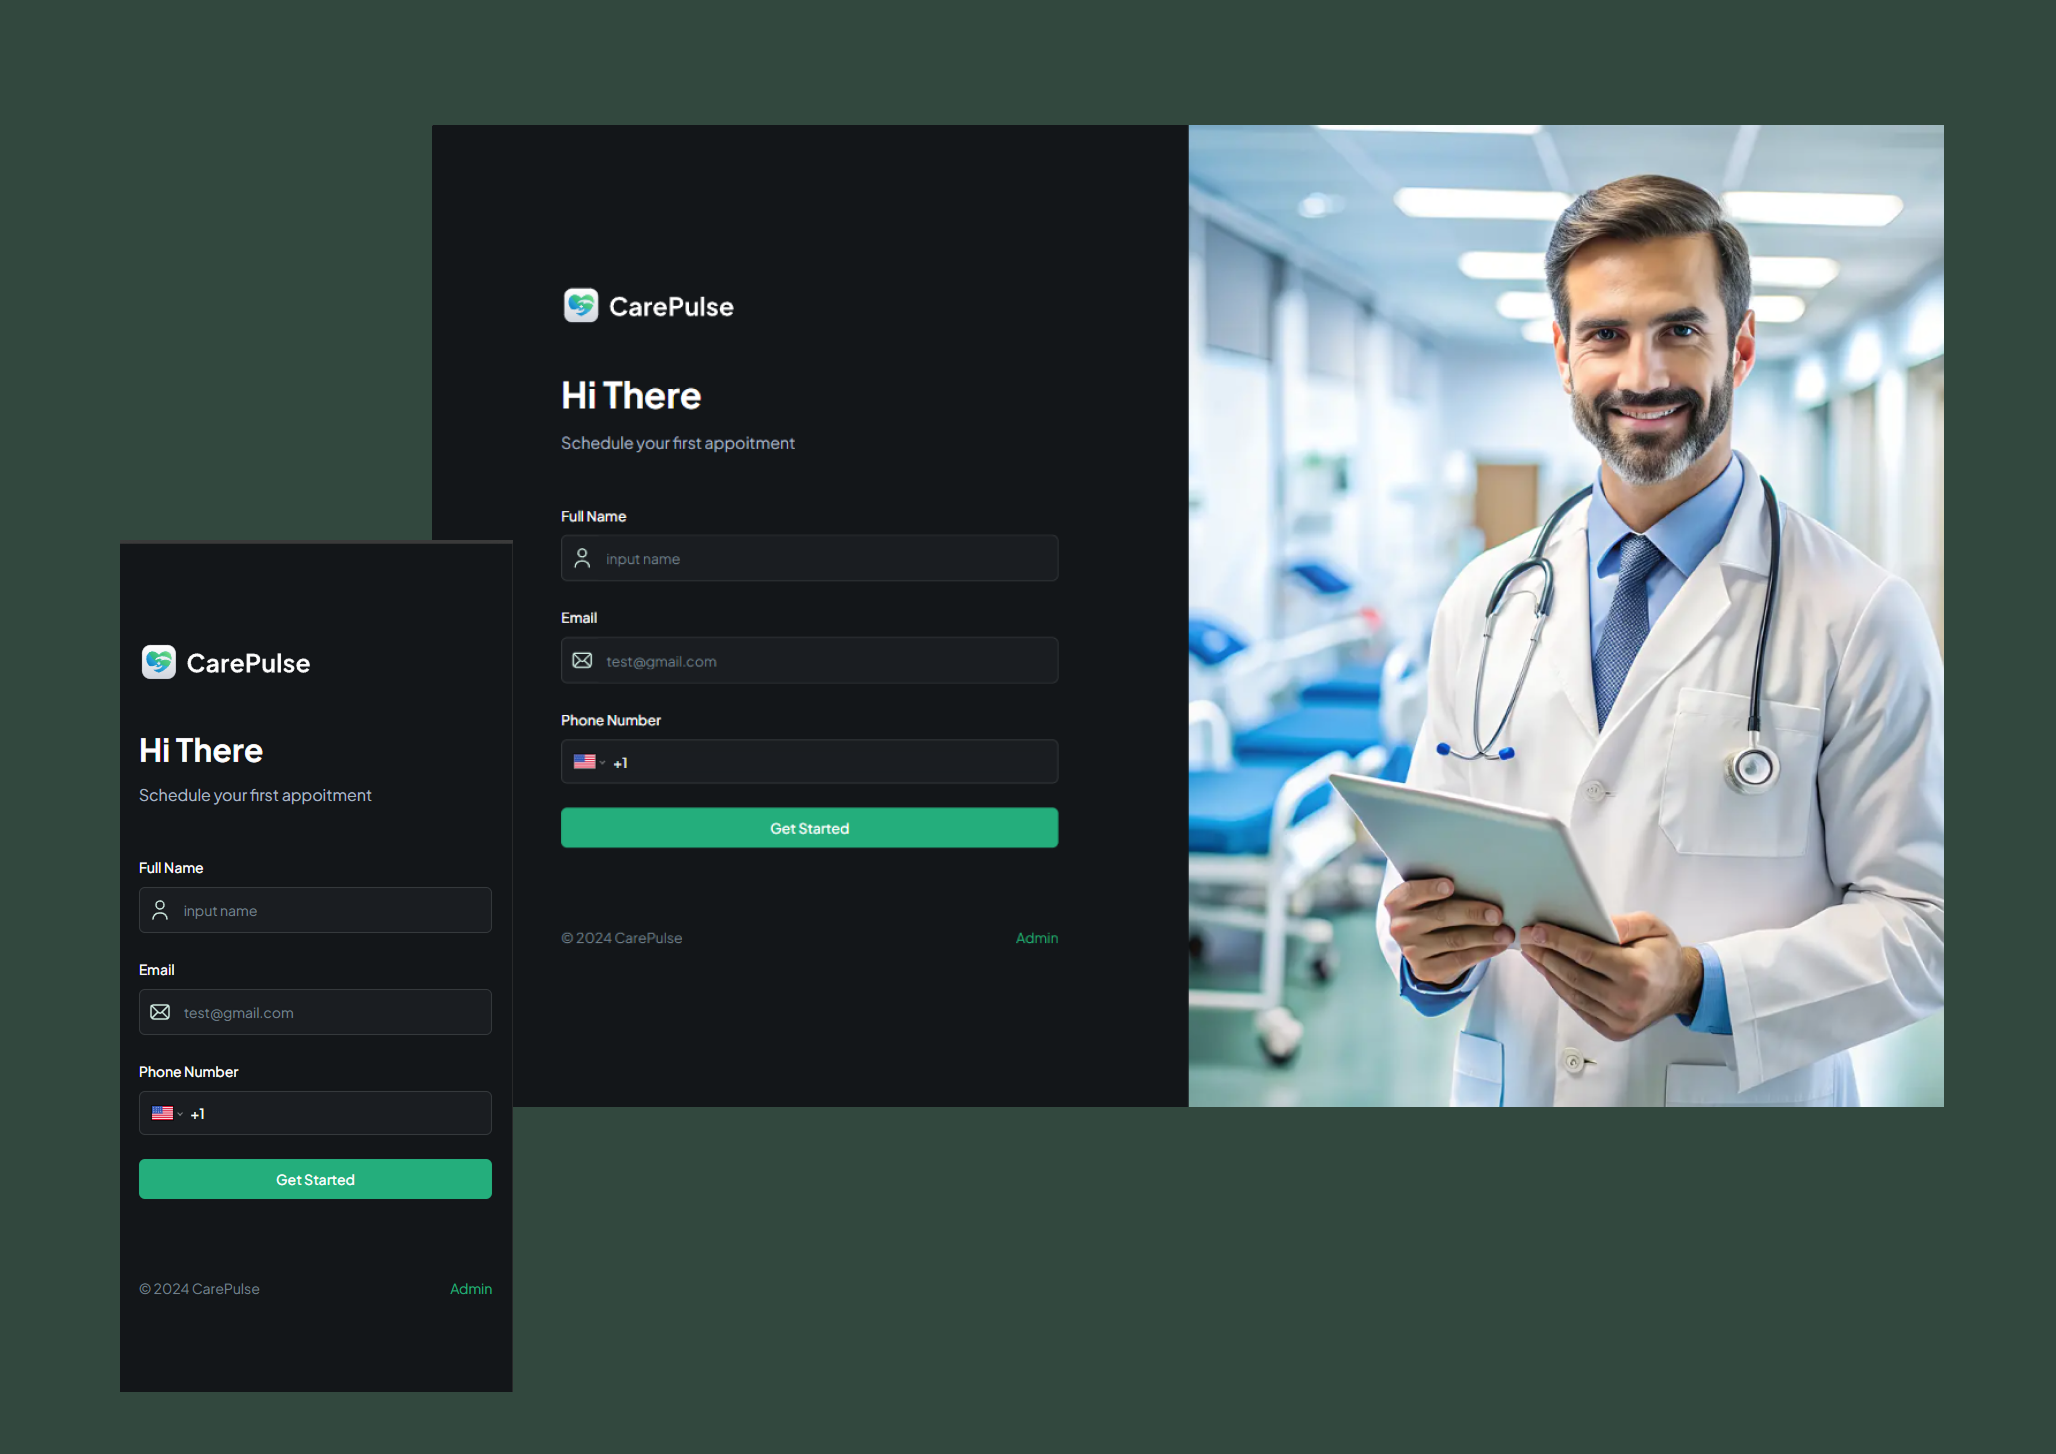 CarePulse
Hi There
Schedule your first appoitment
Full Name
input name
Email
test@gmail.com
Phone Number
+1
Get Started
© 2024 CarePulse
Admin
CarePulse
Hi There
Schedule your first appoitment
Full Name
input name
Email
test@gmail.com
Phone Number
+1
Get Started
© 2024 CarePulse
Admin